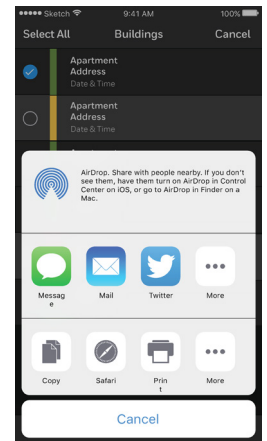 Sketch 9:41 AM 100%
Select All Buildings Cancel
Apartment
Address
Date & Time
Apartment
Address
Date & Time
AirDrop. Share with people nearby. If you don't
see them, have them turn on AirDrop in Control
Center on iOS, or go to AirDrop in Finder on a
Mac.
Messag Mail Twitter More
e
Copy Safari Prin More
t
Cancel